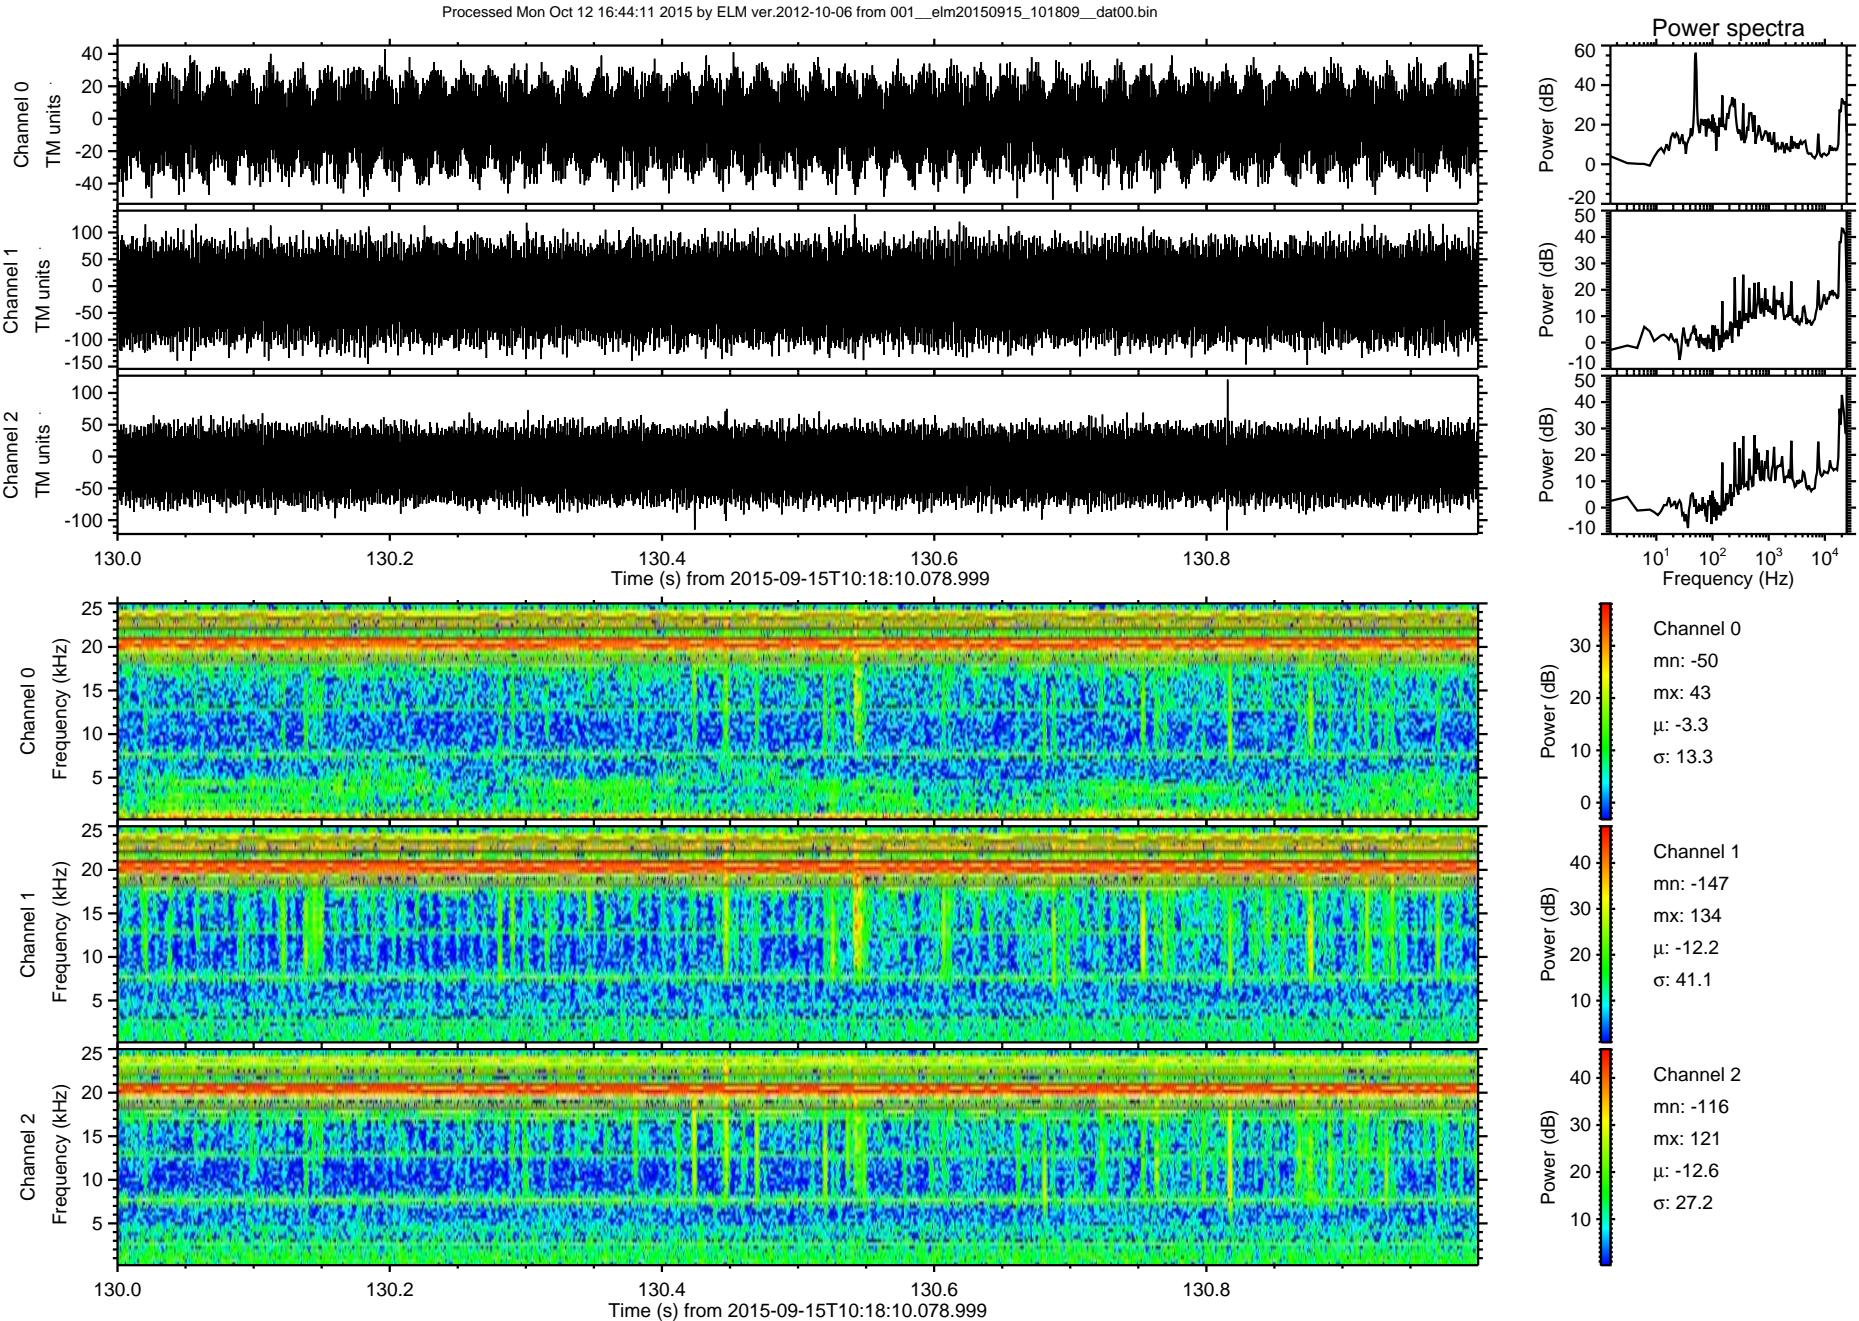 Processed Mon Oct 12 16:44:11 2015 by ELM ver.2012-10-06 from 001__elm20150915_101809__dat00.bin
Power spectra
Channel 0
TM units
40
20
0
-20
-40
Power (dB)
60
40
20
0
-20
Channel 1
TM units
100
50
0
-50
-100
-150
Power (dB)
50
40
30
20
10
0
-10
Channel 2
TM units
100
50
0
-50
-100
Power (dB)
50
40
30
20
10
0
-10
130.0 130.2 130.4 130.6 130.8
Time (s) from 2015-09-15T10:18:10.078.999
10^1 10^2 10^3 10^4
Frequency (Hz)
Channel 0
Frequency (kHz)
25
20
15
10
5
Power (dB)
30
20
10
0
Channel 0
mn: -50
mx: 43
μ: -3.3
σ: 13.3
Channel 1
Frequency (kHz)
25
20
15
10
5
Power (dB)
40
30
20
10
Channel 1
mn: -147
mx: 134
μ: -12.2
σ: 41.1
Channel 2
Frequency (kHz)
25
20
15
10
5
Power (dB)
40
30
20
10
Channel 2
mn: -116
mx: 121
μ: -12.6
σ: 27.2
130.0 130.2 130.4 130.6 130.8
Time (s) from 2015-09-15T10:18:10.078.999